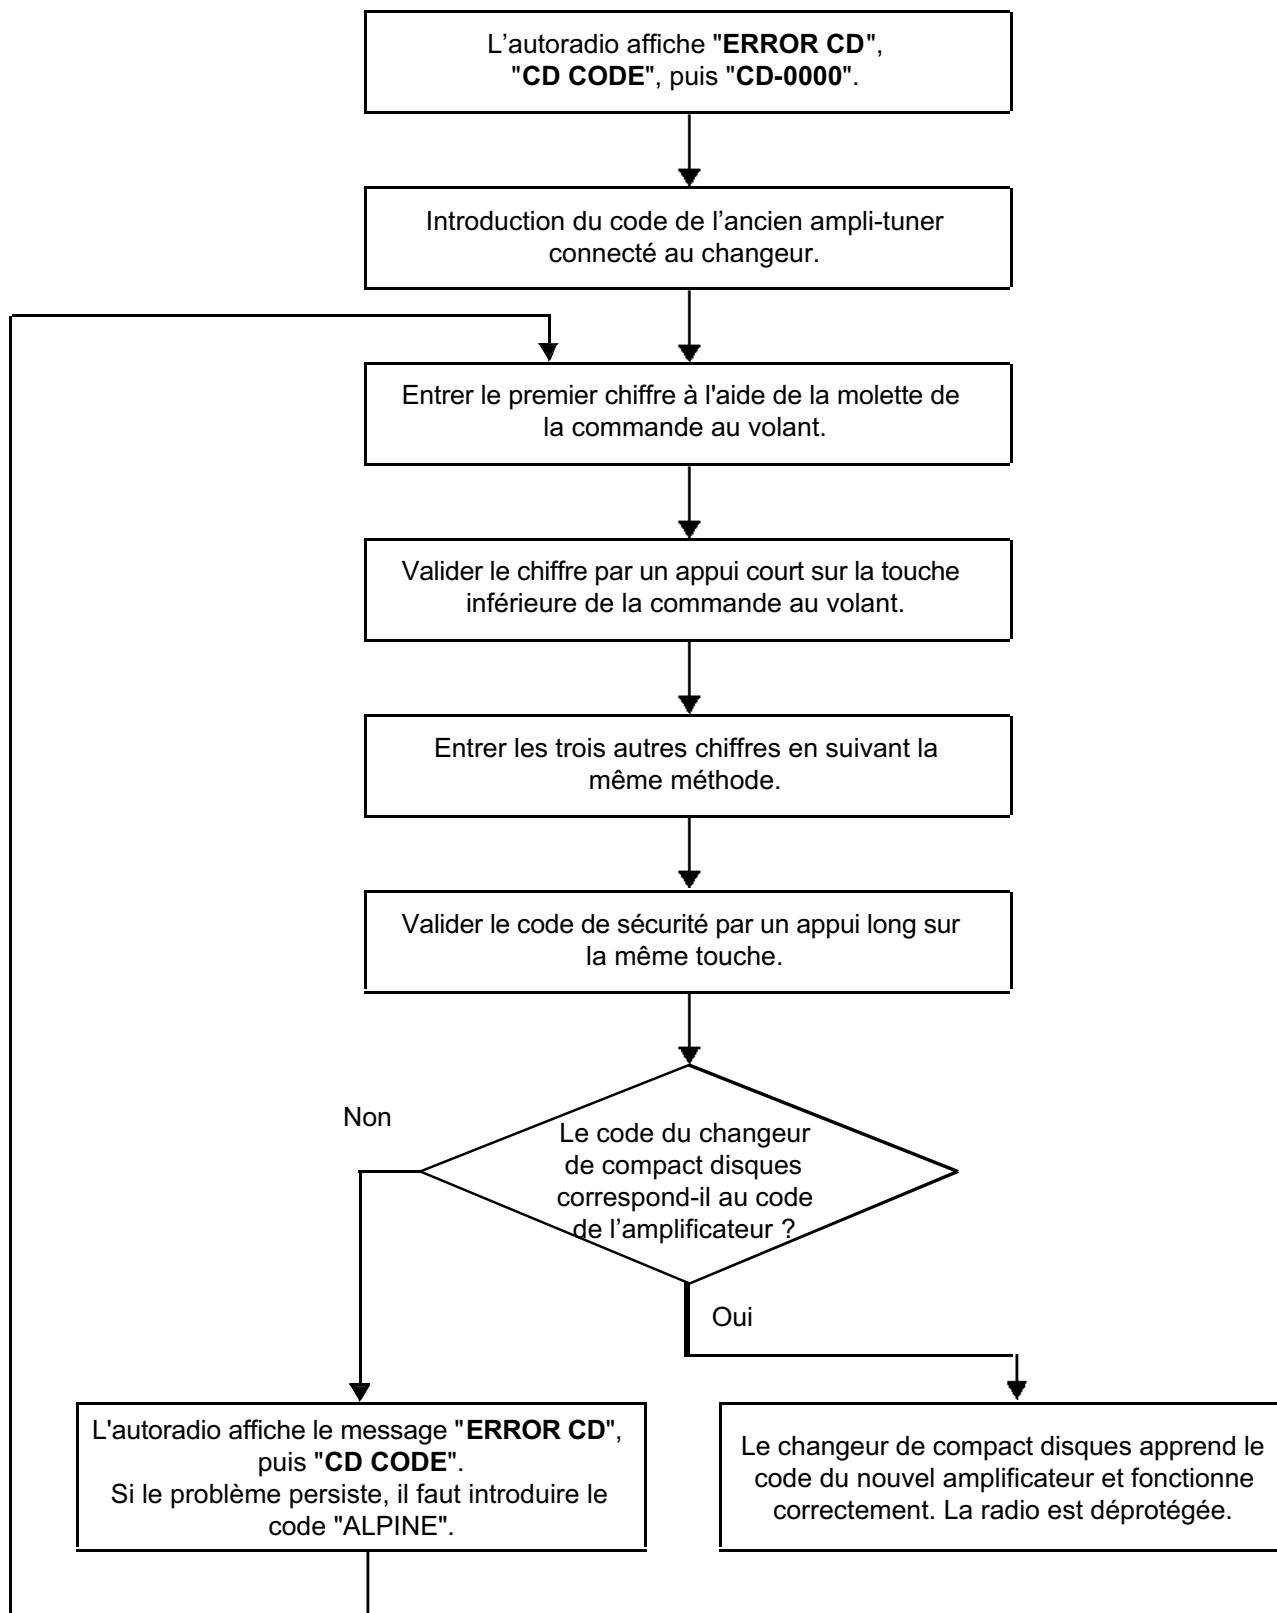 L’autoradio affiche "ERROR CD",
"CD CODE", puis "CD-0000".
Introduction du code de l’ancien ampli-tuner
connecté au changeur.
Entrer le premier chiffre à l'aide de la molette de
la commande au volant.
Valider le chiffre par un appui court sur la touche
inférieure de la commande au volant.
Entrer les trois autres chiffres en suivant la
même méthode.
Valider le code de sécurité par un appui long sur
la même touche.
Non
Le code du changeur
de compact disques
correspond-il au code
de l’amplificateur ?
Oui
L'autoradio affiche le message "ERROR CD",
puis "CD CODE".
Si le problème persiste, il faut introduire le
code "ALPINE".
Le changeur de compact disques apprend le
code du nouvel amplificateur et fonctionne
correctement. La radio est déprotégée.